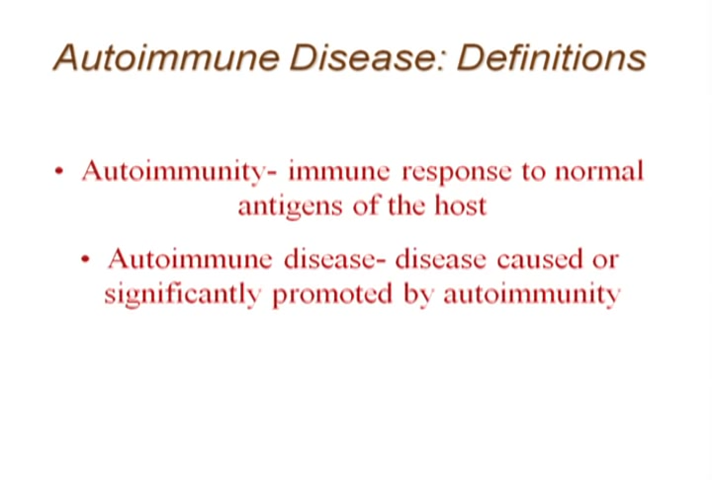 Autoimmune Disease: Definitions
• Autoimmunity- immune response to normal
antigens of the host
• Autoimmune disease- disease caused or
significantly promoted by autoimmunity